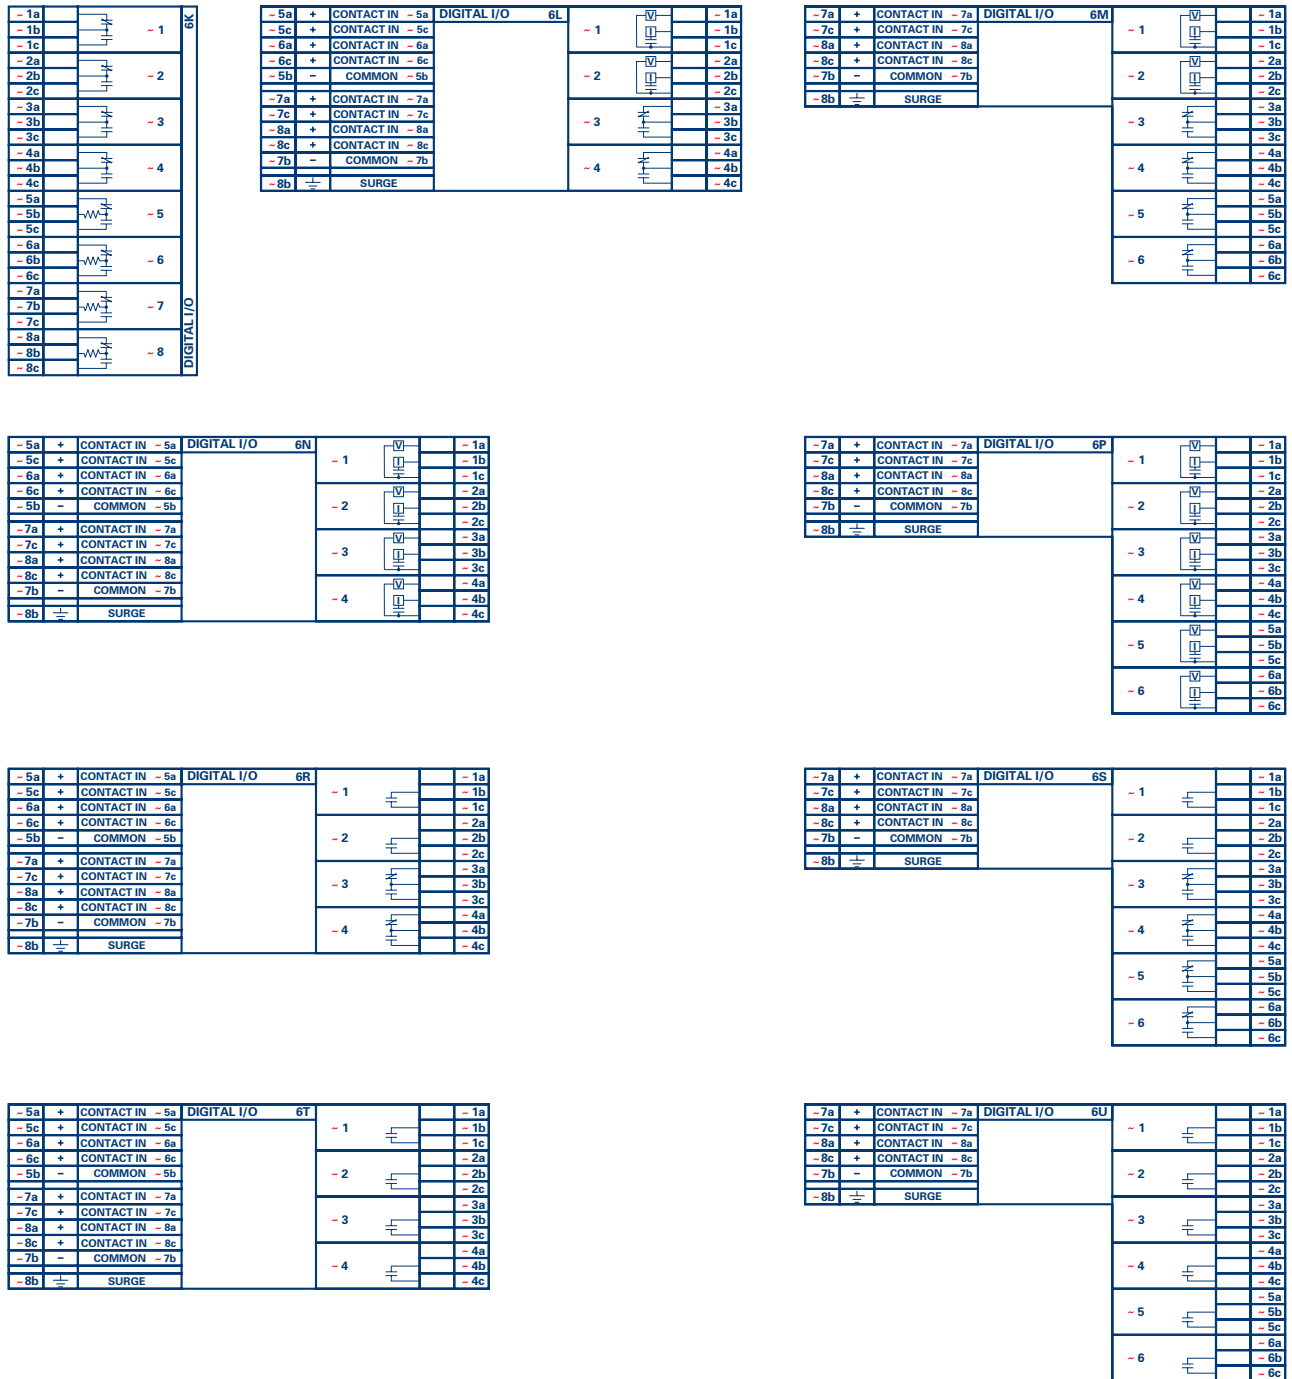 ~ 1a
~ 1b ~ 1
~ 1c
~ 2a
~ 2b ~ 2
~ 2c
~ 3a
~ 3b ~ 3
~ 3c
~ 4a
~ 4b ~ 4
~ 4c
~ 5a
~ 5b ~ 5
~ 5c
~ 6a
~ 6b ~ 6
~ 6c
~ 7a
~ 7b ~ 7
~ 7c
~ 8a
~ 8b ~ 8
~ 8c
DIGITAL I/O 6K
~ 5a + CONTACT IN ~ 5a DIGITAL I/O 6L V ~ 1a
~ 5c + CONTACT IN ~ 5c ~ 1 I ~ 1b
~ 6a + CONTACT IN ~ 6a ~ 1c
~ 6c + CONTACT IN ~ 6c V ~ 2a
~ 5b − COMMON ~ 5b ~ 2 I ~ 2b
~ 2c
~ 7a + CONTACT IN ~ 7a ~ 3a
~ 7c + CONTACT IN ~ 7c ~ 3 ~ 3b
~ 8a + CONTACT IN ~ 8a ~ 3c
~ 8c + CONTACT IN ~ 8c ~ 4a
~ 7b − COMMON ~ 7b ~ 4 ~ 4b
~ 8b SURGE ~ 4c
~ 7a + CONTACT IN ~ 7a DIGITAL I/O 6M V ~ 1a
~ 7c + CONTACT IN ~ 7c ~ 1 I ~ 1b
~ 8a + CONTACT IN ~ 8a ~ 1c
~ 8c + CONTACT IN ~ 8c V ~ 2a
~ 7b − COMMON ~ 7b ~ 2 I ~ 2b
~ 8b SURGE ~ 2c
~ 3a
~ 3 ~ 3b
~ 3c
~ 4a
~ 4 ~ 4b
~ 4c
~ 5a
~ 5 ~ 5b
~ 5c
~ 6a
~ 6 ~ 6b
~ 6c
~ 5a + CONTACT IN ~ 5a DIGITAL I/O 6N V ~ 1a
~ 5c + CONTACT IN ~ 5c ~ 1 I ~ 1b
~ 6a + CONTACT IN ~ 6a ~ 1c
~ 6c + CONTACT IN ~ 6c V ~ 2a
~ 5b − COMMON ~ 5b ~ 2 I ~ 2b
~ 2c
~ 7a + CONTACT IN ~ 7a V ~ 3a
~ 7c + CONTACT IN ~ 7c ~ 3 I ~ 3b
~ 8a + CONTACT IN ~ 8a ~ 3c
~ 8c + CONTACT IN ~ 8c V ~ 4a
~ 7b − COMMON ~ 7b ~ 4 I ~ 4b
~ 8b SURGE ~ 4c
~ 7a + CONTACT IN ~ 7a DIGITAL I/O 6P V ~ 1a
~ 7c + CONTACT IN ~ 7c ~ 1 I ~ 1b
~ 8a + CONTACT IN ~ 8a ~ 1c
~ 8c + CONTACT IN ~ 8c V ~ 2a
~ 7b − COMMON ~ 7b ~ 2 I ~ 2b
~ 8b SURGE ~ 2c
V ~ 3a
~ 3 I ~ 3b
~ 3c
V ~ 4a
~ 4 I ~ 4b
~ 4c
V ~ 5a
~ 5 I ~ 5b
~ 5c
V ~ 6a
~ 6 I ~ 6b
~ 6c
~ 5a + CONTACT IN ~ 5a DIGITAL I/O 6R ~ 1a
~ 5c + CONTACT IN ~ 5c ~ 1 ~ 1b
~ 6a + CONTACT IN ~ 6a ~ 1c
~ 6c + CONTACT IN ~ 6c ~ 2a
~ 5b − COMMON ~ 5b ~ 2 ~ 2b
~ 2c
~ 7a + CONTACT IN ~ 7a ~ 3a
~ 7c + CONTACT IN ~ 7c ~ 3 ~ 3b
~ 8a + CONTACT IN ~ 8a ~ 3c
~ 8c + CONTACT IN ~ 8c ~ 4a
~ 7b − COMMON ~ 7b ~ 4 ~ 4b
~ 8b SURGE ~ 4c
~ 7a + CONTACT IN ~ 7a DIGITAL I/O 6S ~ 1a
~ 7c + CONTACT IN ~ 7c ~ 1 ~ 1b
~ 8a + CONTACT IN ~ 8a ~ 1c
~ 8c + CONTACT IN ~ 8c ~ 2a
~ 7b − COMMON ~ 7b ~ 2 ~ 2b
~ 8b SURGE ~ 2c
~ 3a
~ 3 ~ 3b
~ 3c
~ 4a
~ 4 ~ 4b
~ 4c
~ 5a
~ 5 ~ 5b
~ 5c
~ 6a
~ 6 ~ 6b
~ 6c
~ 5a + CONTACT IN ~ 5a DIGITAL I/O 6T ~ 1a
~ 5c + CONTACT IN ~ 5c ~ 1 ~ 1b
~ 6a + CONTACT IN ~ 6a ~ 1c
~ 6c + CONTACT IN ~ 6c ~ 2a
~ 5b − COMMON ~ 5b ~ 2 ~ 2b
~ 2c
~ 7a + CONTACT IN ~ 7a ~ 3a
~ 7c + CONTACT IN ~ 7c ~ 3 ~ 3b
~ 8a + CONTACT IN ~ 8a ~ 3c
~ 8c + CONTACT IN ~ 8c ~ 4a
~ 7b − COMMON ~ 7b ~ 4 ~ 4b
~ 8b SURGE ~ 4c
~ 7a + CONTACT IN ~ 7a DIGITAL I/O 6U ~ 1a
~ 7c + CONTACT IN ~ 7c ~ 1 ~ 1b
~ 8a + CONTACT IN ~ 8a ~ 1c
~ 8c + CONTACT IN ~ 8c ~ 2a
~ 7b − COMMON ~ 7b ~ 2 ~ 2b
~ 8b SURGE ~ 2c
~ 3a
~ 3 ~ 3b
~ 3c
~ 4a
~ 4 ~ 4b
~ 4c
~ 5a
~ 5 ~ 5b
~ 5c
~ 6a
~ 6 ~ 6b
~ 6c